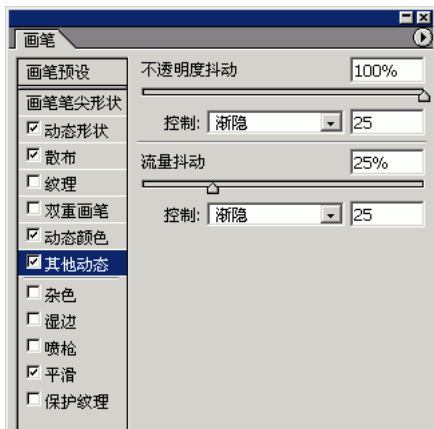 画笔
画笔预设
画笔笔尖形状
动态形状
散布
纹理
双重画笔
动态颜色
其他动态
杂色
湿边
喷枪
平滑
保护纹理
不透明度抖动 100%
控制: 渐隐 25
流量抖动 25%
控制: 渐隐 25